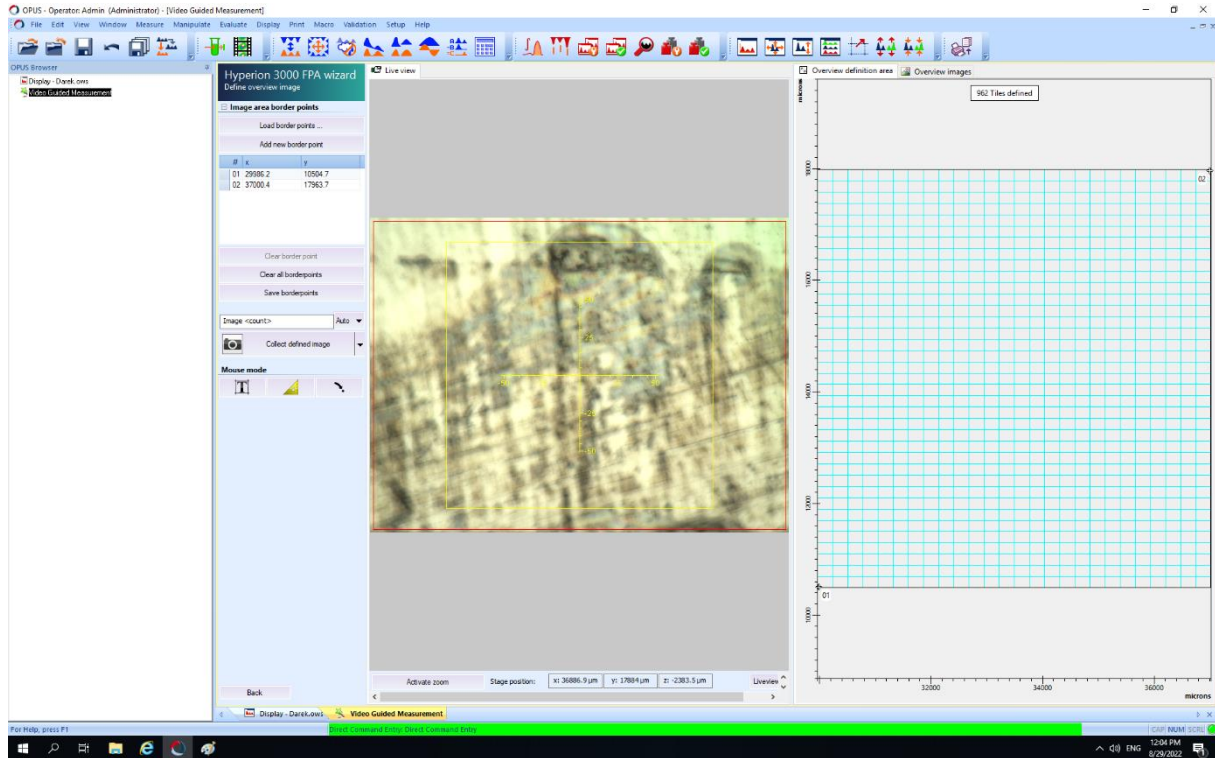 OPUS - Operator: Admin (Administrator) - [Video Guided Measurement]
File Edit View Window Measure Manipulate Evaluate Display Print Macro Validation Setup Help
OPUS Browser
Display - Darek.ows
Video Guided Measurement
Hyperion 3000 FPA wizard
Define overview image
Image area border points
Load border points ...
Add new border point
# x y
01 29986.2 10504.7
02 37000.4 17963.7
Clear border point
Clear all borderpoints
Save borderpoints
Image <count> Auto
Collect defined image
Mouse mode
Back
Live view
Activate zoom Stage position: x: 36886.9 µm y: 17884 µm z: -2383.5 µm Liveview
Overview definition area Overview images
microns
962 Tiles defined
18000
02
16000
14000
12000
01
10000
32000 34000 36000
microns
Display - Darek.ows Video Guided Measurement
For Help, press F1 Direct Command Entry: Direct Command Entry CAP NUM SCRL
ENG 12:04 PM
8/29/2022